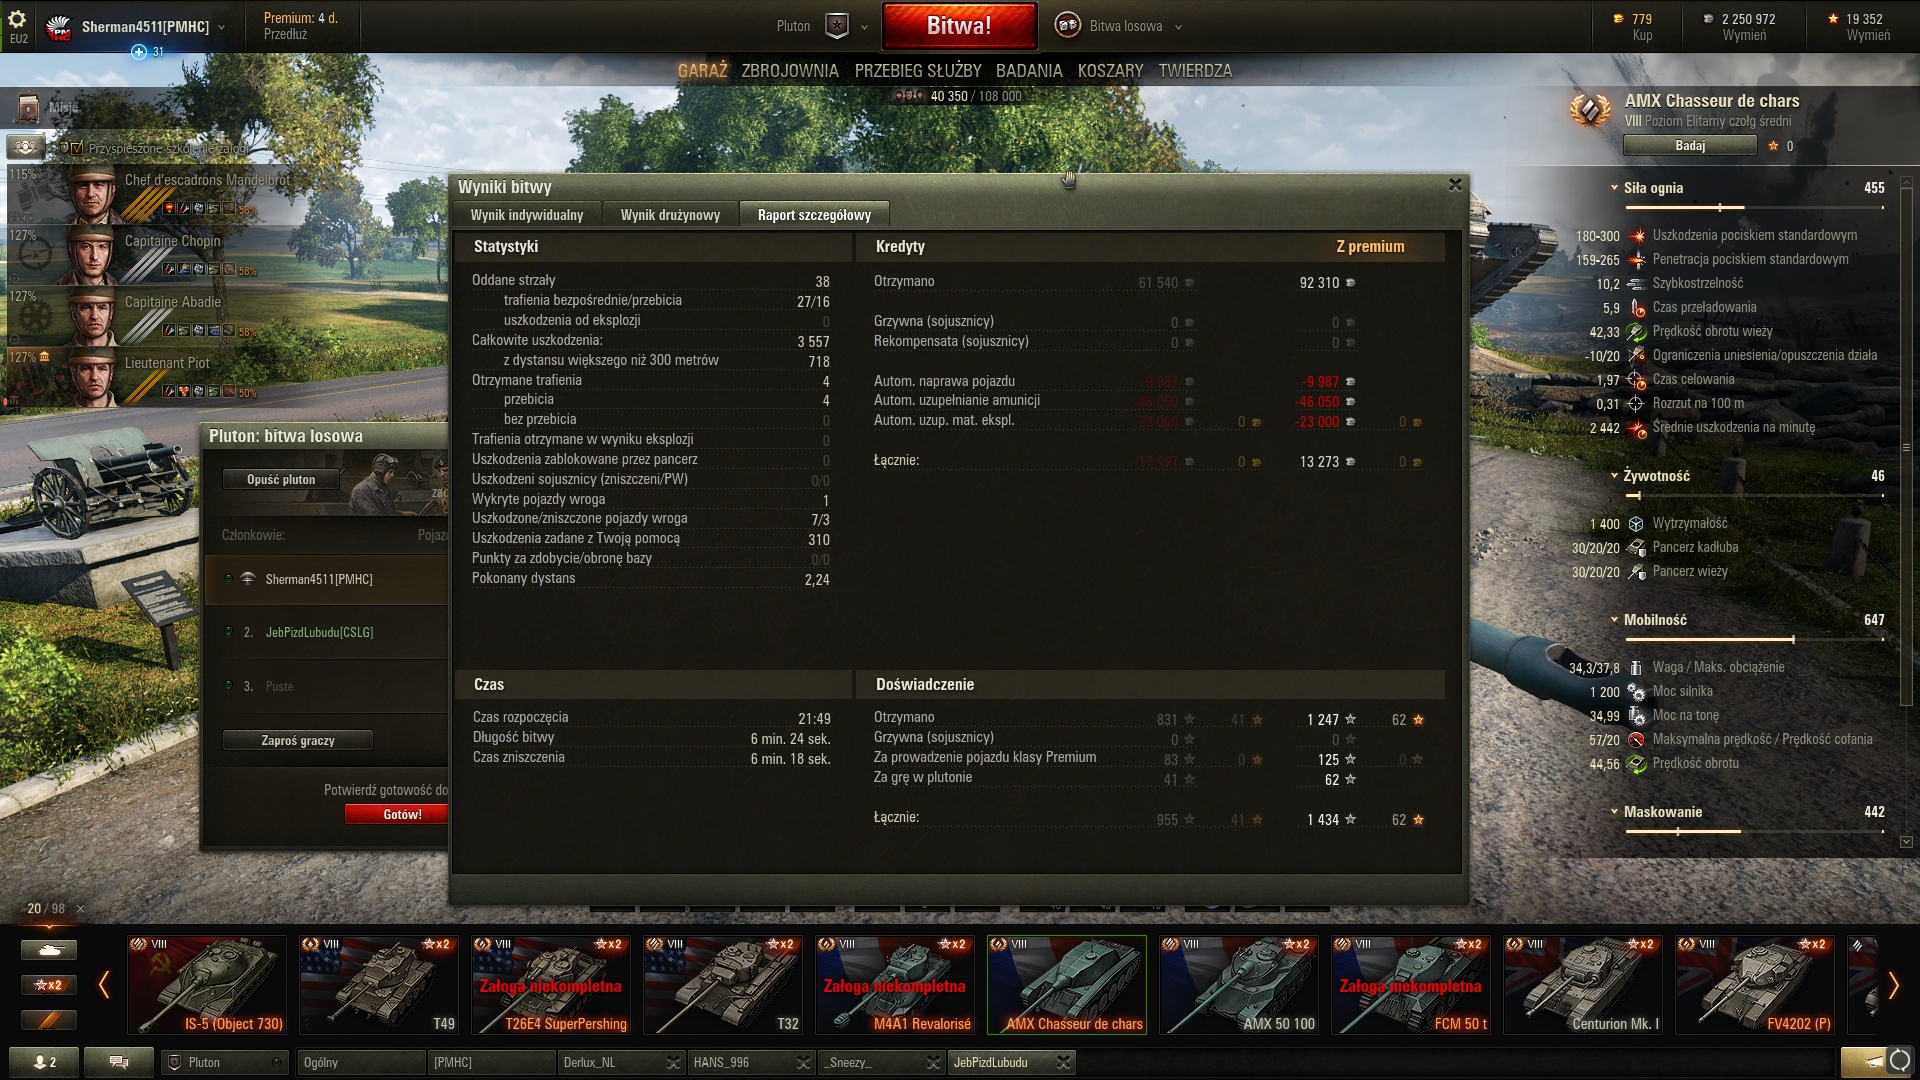 EU2
Sherman4511[PMHC]
31
Premium: 4 d.
Przedłuż
Pluton
Bitwa!
Bitwa losowa
779
Kup
2 250 972
Wymień
19 352
Wymień
GARAŻ ZBROJOWNIA PRZEBIEG SŁUŻBY BADANIA KOSZARY TWIERDZA
40 350 / 108 000
Misje
Przyspieszone szkolenie załogi
115%
Chef d'escadrons Mandelbrot
58%
127%
Capitaine Chopin
58%
127%
Capitaine Abadie
58%
127%
Lieutenant Piot
50%
AMX Chasseur de chars
VIII Poziom Elitarny czołg średni
Badaj
0
Siła ognia 455
180-300 Uszkodzenia pociskiem standardowym
159-265 Penetracja pociskiem standardowym
10,2 Szybkostrzelność
5,9 Czas przeładowania
42,33 Prędkość obrotu wieży
-10/20 Ograniczenia uniesienia/opuszczenia działa
1,97 Czas celowania
0,31 Rozrzut na 100 m
2 442 Średnie uszkodzenia na minutę
Żywotność 46
1 400 Wytrzymałość
30/20/20 Pancerz kadłuba
30/20/20 Pancerz wieży
Mobilność 647
34,3/37,8 Waga / Maks. obciążenie
1 200 Moc silnika
34,99 Moc na tonę
57/20 Maksymalna prędkość / Prędkość cofania
44,56 Prędkość obrotu
Maskowanie 442
Pluton: bitwa losowa
Opuść pluton
Członkowie: Pojazd
Sherman4511[PMHC]
2. JebPizdLubudu[CSLG]
3. Puste
Zaproś graczy
Potwierdź gotowość do
Gotów!
Wyniki bitwy
Wynik indywidualny Wynik drużynowy Raport szczegółowy
Statystyki
Oddane strzały 38
trafienia bezpośrednie/przebicia 27/16
uszkodzenia od eksplozji 0
Całkowite uszkodzenia: 3 557
z dystansu większego niż 300 metrów 718
Otrzymane trafienia 4
przebicia 4
bez przebicia 0
Trafienia otrzymane w wyniku eksplozji 0
Uszkodzenia zablokowane przez pancerz 0
Uszkodzeni sojusznicy (zniszczeni/PW) 0/0
Wykryte pojazdy wroga 1
Uszkodzone/zniszczone pojazdy wroga 7/3
Uszkodzenia zadane z Twoją pomocą 310
Punkty za zdobycie/obronę bazy 0/0
Pokonany dystans 2,24
Kredyty Z premium
Otrzymano 61 540 92 310
Grzywna (sojusznicy) 0 0
Rekompensata (sojusznicy) 0 0
Autom. naprawa pojazdu -9 987 -9 987
Autom. uzupełnianie amunicji -46 050 -46 050
Autom. uzup. mat. ekspl. -23 000 0 -23 000 0
Łącznie: -17 497 0 13 273 0
Czas
Czas rozpoczęcia 21:49
Długość bitwy 6 min. 24 sek.
Czas zniszczenia 6 min. 18 sek.
Doświadczenie
Otrzymano 831 41 1 247 62
Grzywna (sojusznicy) 0 0
Za prowadzenie pojazdu klasy Premium 83 0 125 0
Za grę w plutonie 41 62
Łącznie: 955 41 1 434 62
20 / 98
x2
VIII
IS-5 (Object 730)
VIII x2
T49
VIII x2
Załoga niekompletna
T26E4 SuperPershing
VIII x2
T32
VIII x2
Załoga niekompletna
M4A1 Revalorisé
VIII
AMX Chasseur de chars
VIII x2
AMX 50 100
VIII x2
Załoga niekompletna
FCM 50 t
VIII x2
Centurion Mk. I
VIII x2
FV4202 (P)
2
Pluton
Ogólny
[PMHC]
Derlux_NL
HANS_996
_Sneezy_
JebPizdLubudu